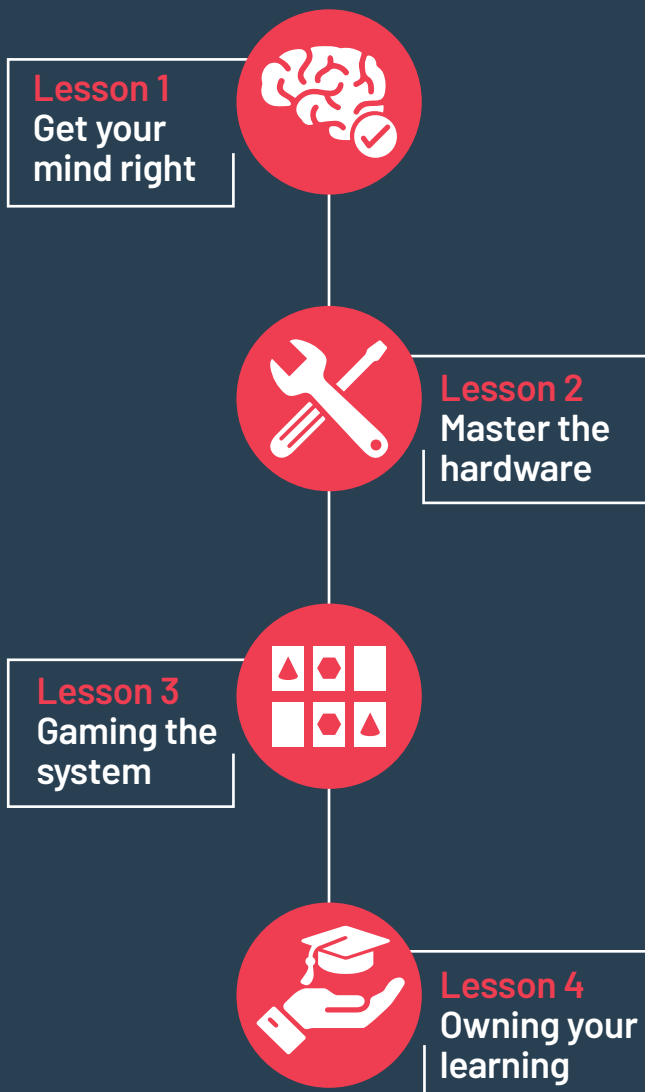 Lesson 1
Get your
mind right
Lesson 2
Master the
hardware
Lesson 3
Gaming the
system
Lesson 4
Owning your
learning